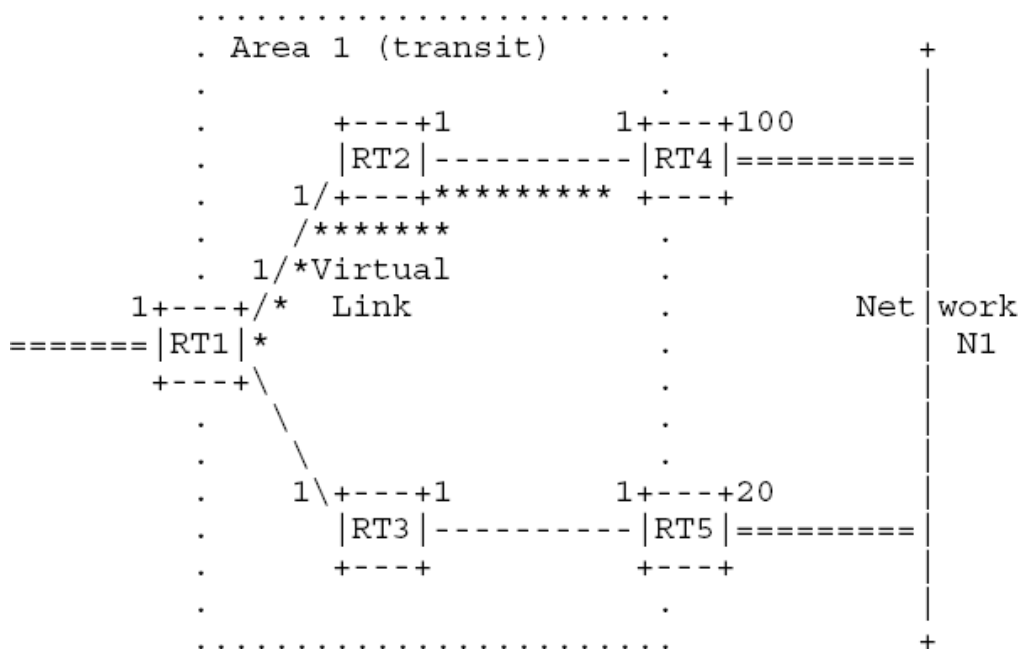 . . . . . . . . . . . . . . . . . . . . . . . .
           . Area 1 (transit)      .               +
           .                       .               |
           .       +---+1        1+---+100         |
           .       |RT2|----------|RT4|=========|
           .     1/+---+********* +---+            |
           .     /*******          .               |
           .   1/*Virtual          .               |
        1+---+/*  Link             .            Net|work
=======|RT1|*                      .               | N1
        +---+\                     .               |
           .  \                    .               |
           .   \                   .               |
           .   1\+---+1        1+---+20            |
           .     |RT3|----------|RT5|=========|
           .     +---+          +---+              |
           .                       .               |
           . . . . . . . . . . . . . . . . . . . . . . . .               +